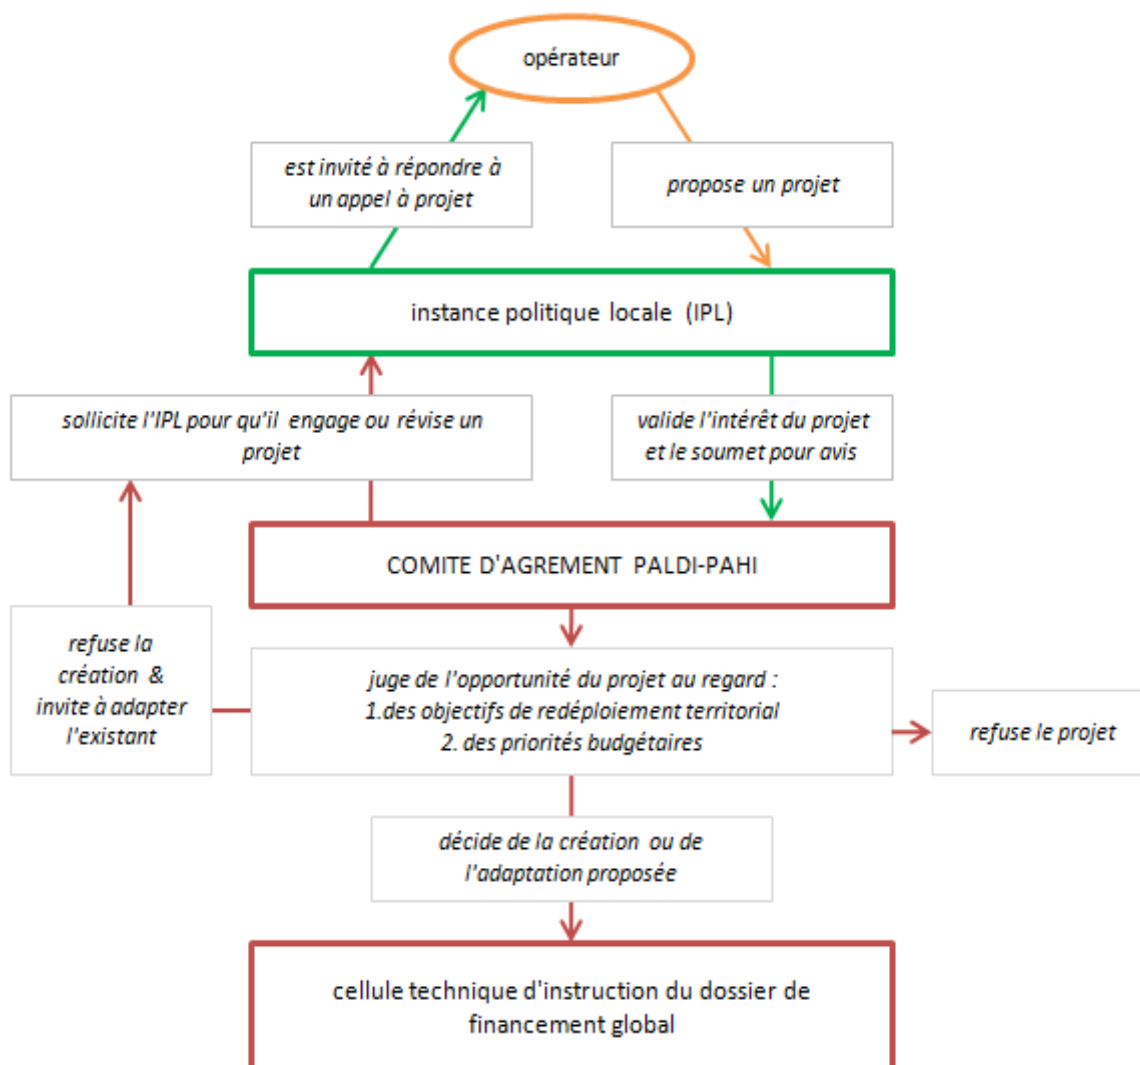 opérateur
est invité à répondre à
un appel à projet
propose un projet
instance politique locale (IPL)
sollicite l'IPL pour qu'il engage ou révise un
projet
valide l'intérêt du projet
et le soumet pour avis
COMITE D'AGREMENT PALDI-PAHI
refuse la
création &
invite à adapter
l'existant
juge de l'opportunité du projet au regard :
1.des objectifs de redéploiement territorial
2. des priorités budgétaires
refuse le projet
décide de la création ou de
l'adaptation proposée
cellule technique d'instruction du dossier de
financement global